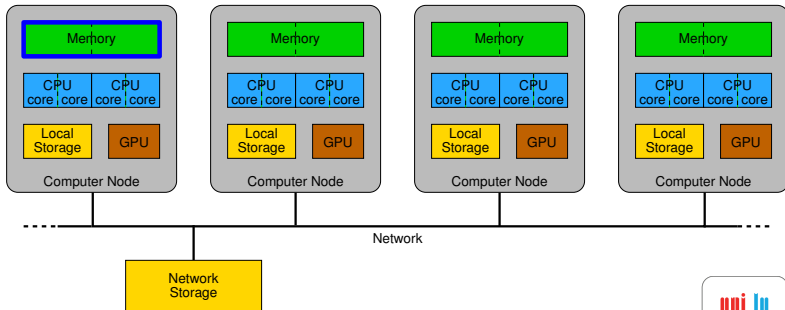 Memory Memory Memory Memory
CPU CPU CPU CPU CPU CPU CPU CPU
core core core core core core core core core core core core core core core core
Local Storage GPU Local Storage GPU Local Storage GPU Local Storage GPU
Computer Node Computer Node Computer Node Computer Node
Network
Network
Storage
uni lu